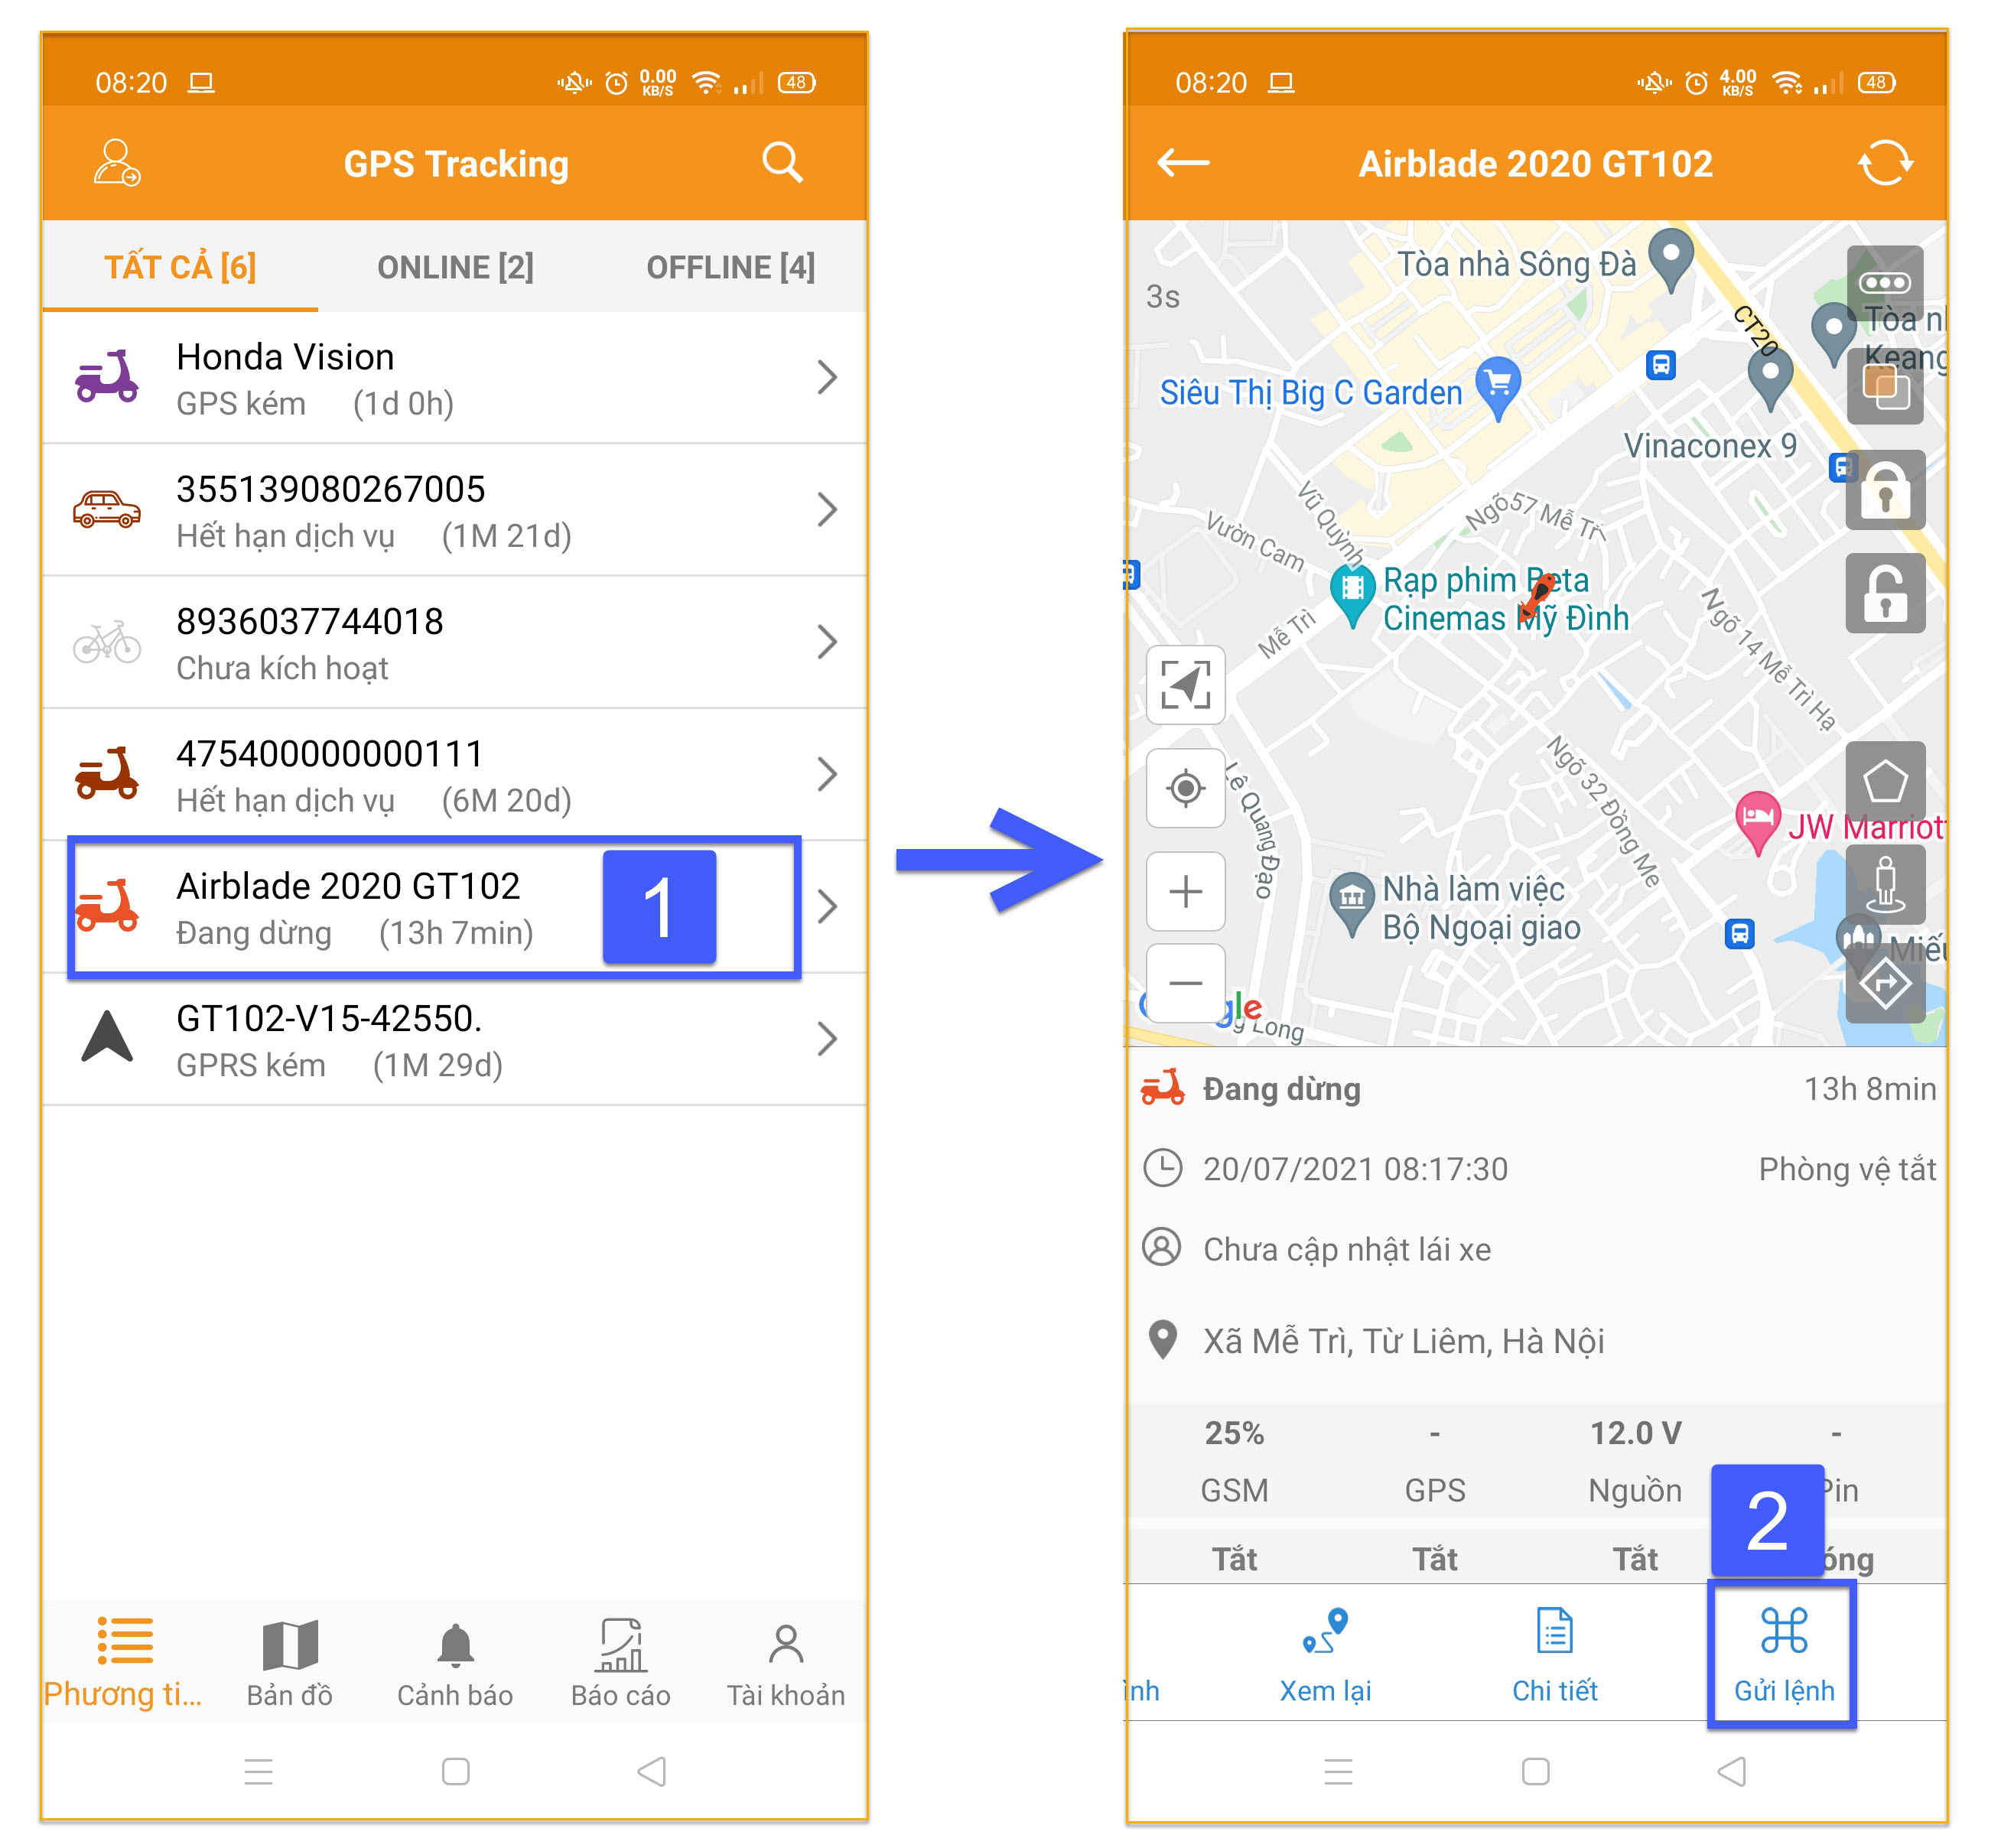 08:20
0.00
KB/S
48
GPS Tracking
TẤT CẢ [6]
ONLINE [2]
OFFLINE [4]
Honda Vision
GPS kém (1d 0h)
355139080267005
Hết hạn dịch vụ (1M 21d)
8936037744018
Chưa kích hoạt
475400000000111
Hết hạn dịch vụ (6M 20d)
Airblade 2020 GT102
Đang dừng (13h 7min)
1
GT102-V15-42550.
GPRS kém (1M 29d)
Phương ti...
Bản đồ
Cảnh báo
Báo cáo
Tài khoản
08:20
4.00
KB/S
48
Airblade 2020 GT102
3s
Tòa nhà Sông Đà
CT20
Tòa n
Keang
Siêu Thị Big C Garden
Vinaconex 9
Vũ Quỳnh
Vườn Cam
Ngõ57 Mễ Trì
Rạp phim Beta
Cinemas Mỹ Đình
Mễ Trì
Ngõ 14 Mễ Trì Hạ
Lê Quang Đạo
Ngõ 32 Đồng Me
JW Marriot
Nhà làm việc
Bộ Ngoại giao
Miếu
gle
g Long
Đang dừng
13h 8min
20/07/2021 08:17:30
Phòng vệ tắt
Chưa cập nhật lái xe
Xã Mễ Trì, Từ Liêm, Hà Nội
25%
-
12.0 V
-
GSM
GPS
Nguồn
Pin
Tắt
Tắt
Tắt
óng
2
ình
Xem lại
Chi tiết
Gửi lệnh